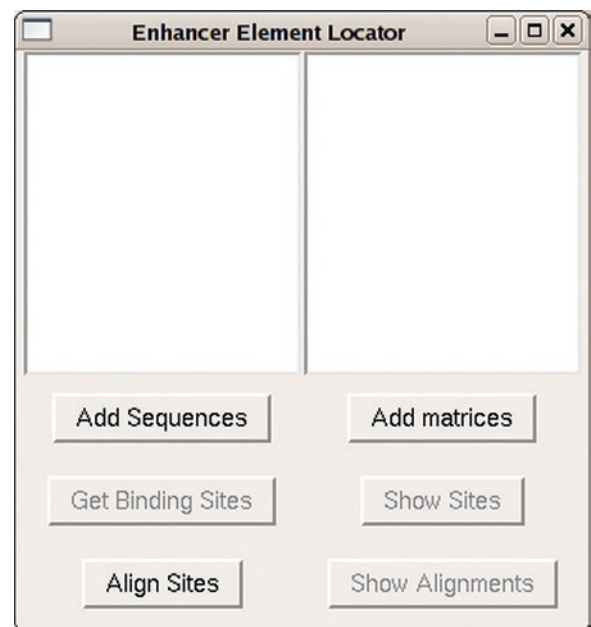 Enhancer Element Locator
Add Sequences
Add matrices
Get Binding Sites
Show Sites
Align Sites
Show Alignments